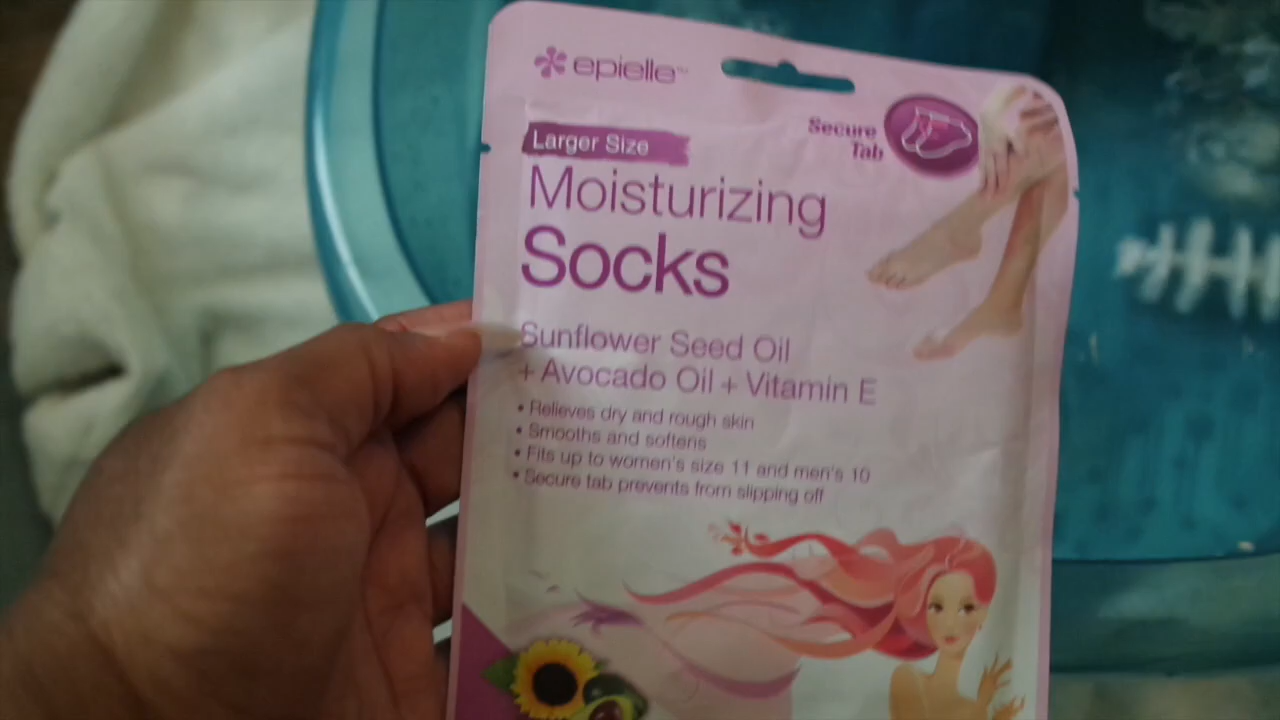 epielle™
Secure
Tab
Larger Size
Moisturizing
Socks
Sunflower Seed Oil
+ Avocado Oil + Vitamin E
• Relieves dry and rough skin
• Smooths and softens
• Fits up to women's size 11 and men's 10
• Secure tab prevents from slipping off